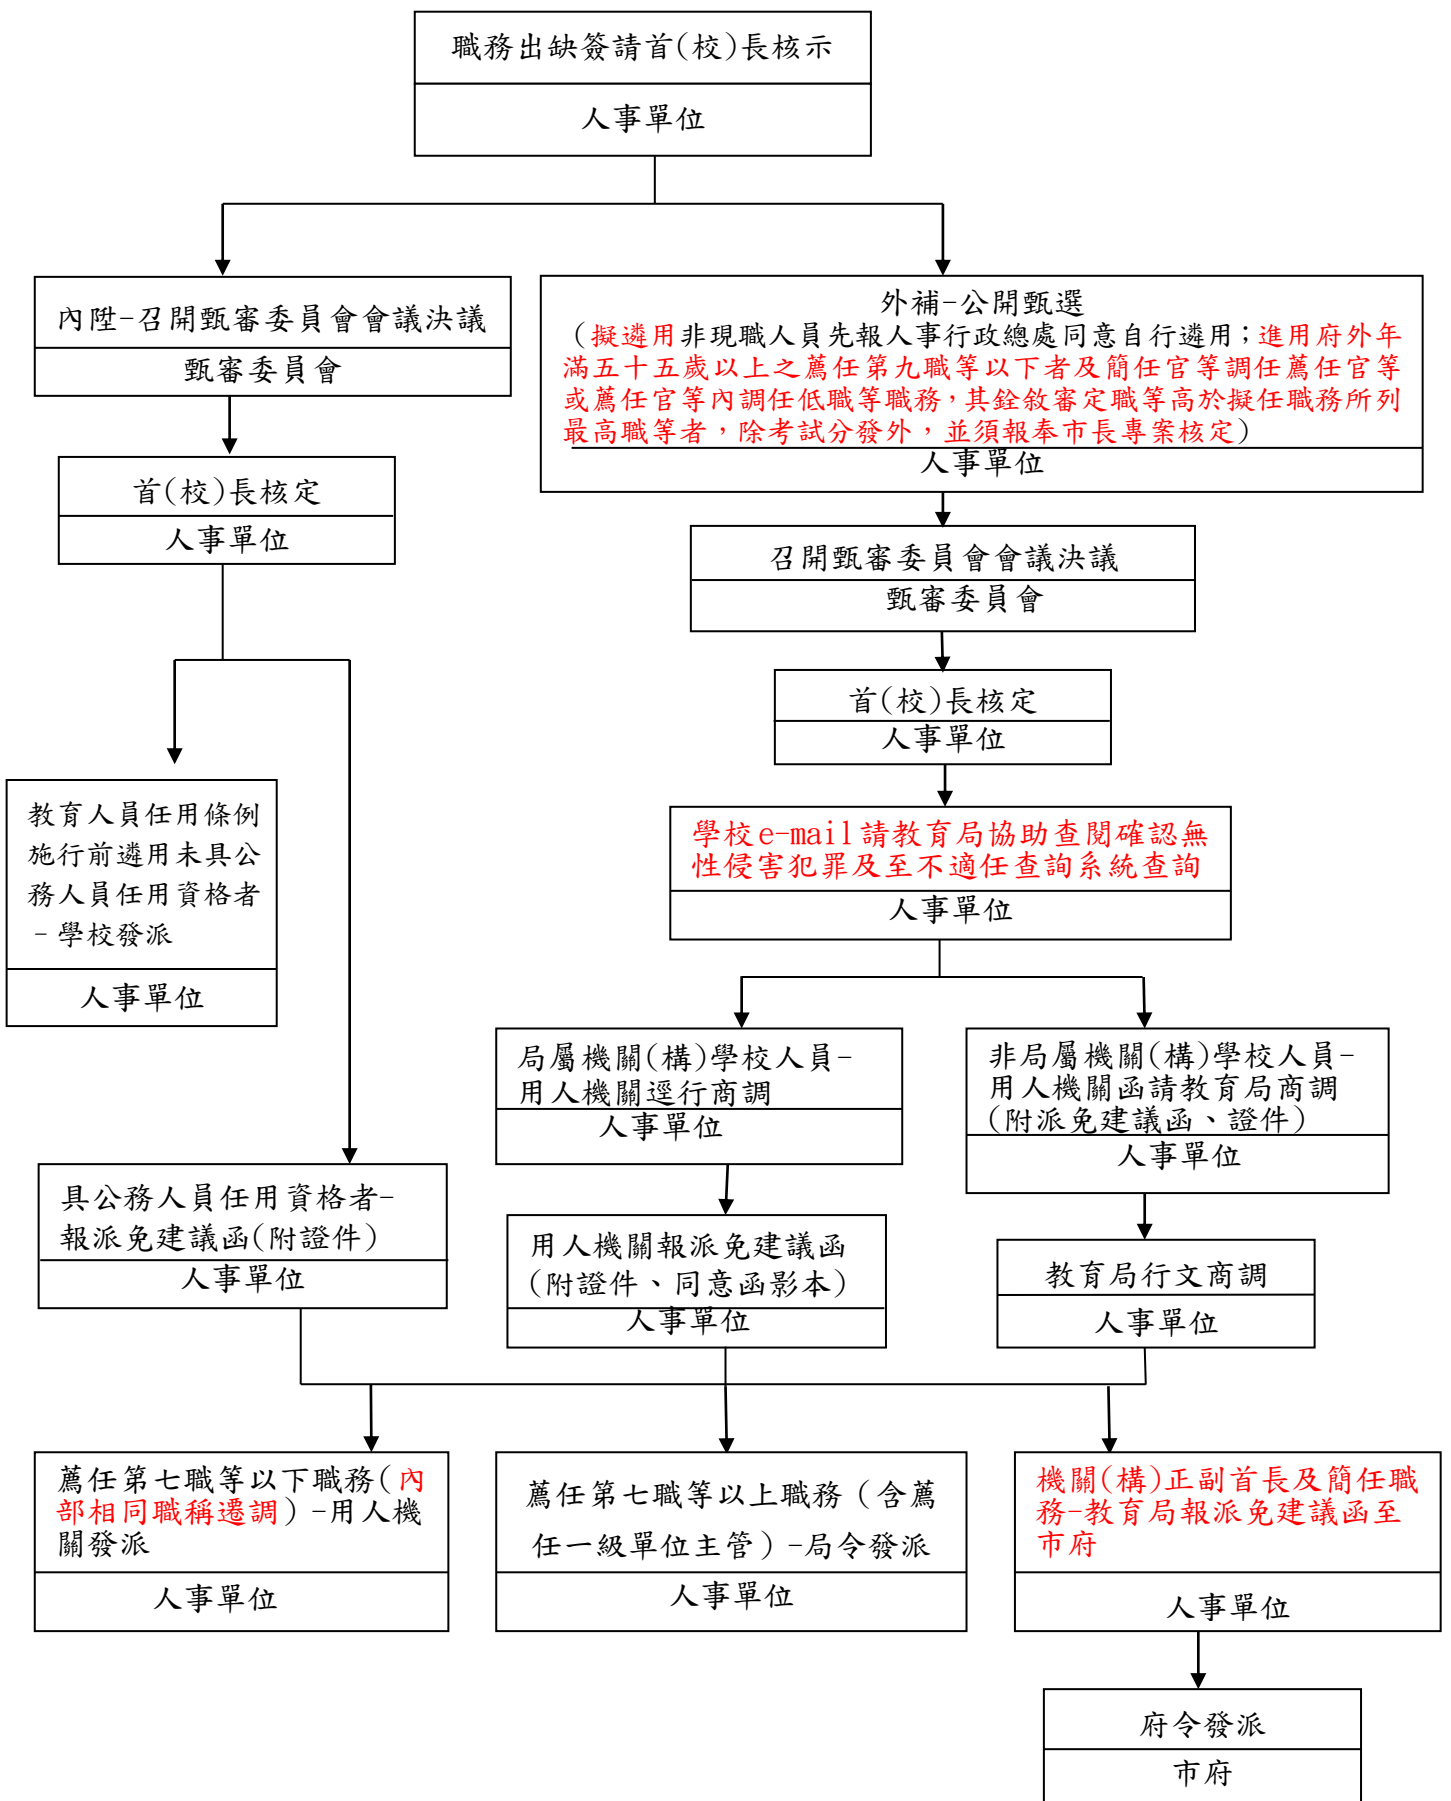 職務出缺簽請首(校)長核示
人事單位
內陞-召開甄審委員會會議決議
甄審委員會
首(校)長核定
人事單位
外補-公開甄選
(擬遴用非現職人員先報人事行政總處同意自行遴用;進用府外年
滿五十五歲以上之薦任第九職等以下者及簡任官等調任薦任官等
或薦任官等內調任低職等職務,其銓敘審定職等高於擬任職務所列
最高職等者,除考試分發外,並須報奉市長專案核定)
人事單位
召開甄審委員會會議決議
甄審委員會
首(校)長核定
人事單位
教育人員任用條例
施行前遴用未具公
務人員任用資格者
-學校發派
人事單位
學校e-mail請教育局協助查閱確認無
性侵害犯罪及至不適任查詢系統查詢
人事單位
局屬機關(構)學校人員-
用人機關逕行商調
人事單位
非局屬機關(構)學校人員-
用人機關函請教育局商調
(附派免建議函、證件)
人事單位
具公務人員任用資格者-
報派免建議函(附證件)
人事單位
用人機關報派免建議函
(附證件、同意函影本)
人事單位
教育局行文商調
人事單位
薦任第七職等以下職務(內
部相同職稱遷調)-用人機
關發派
人事單位
薦任第七職等以上職務(含薦
任一級單位主管)-局令發派
人事單位
機關(構)正副首長及簡任職
務-教育局報派免建議函至
市府
人事單位
府令發派
市府